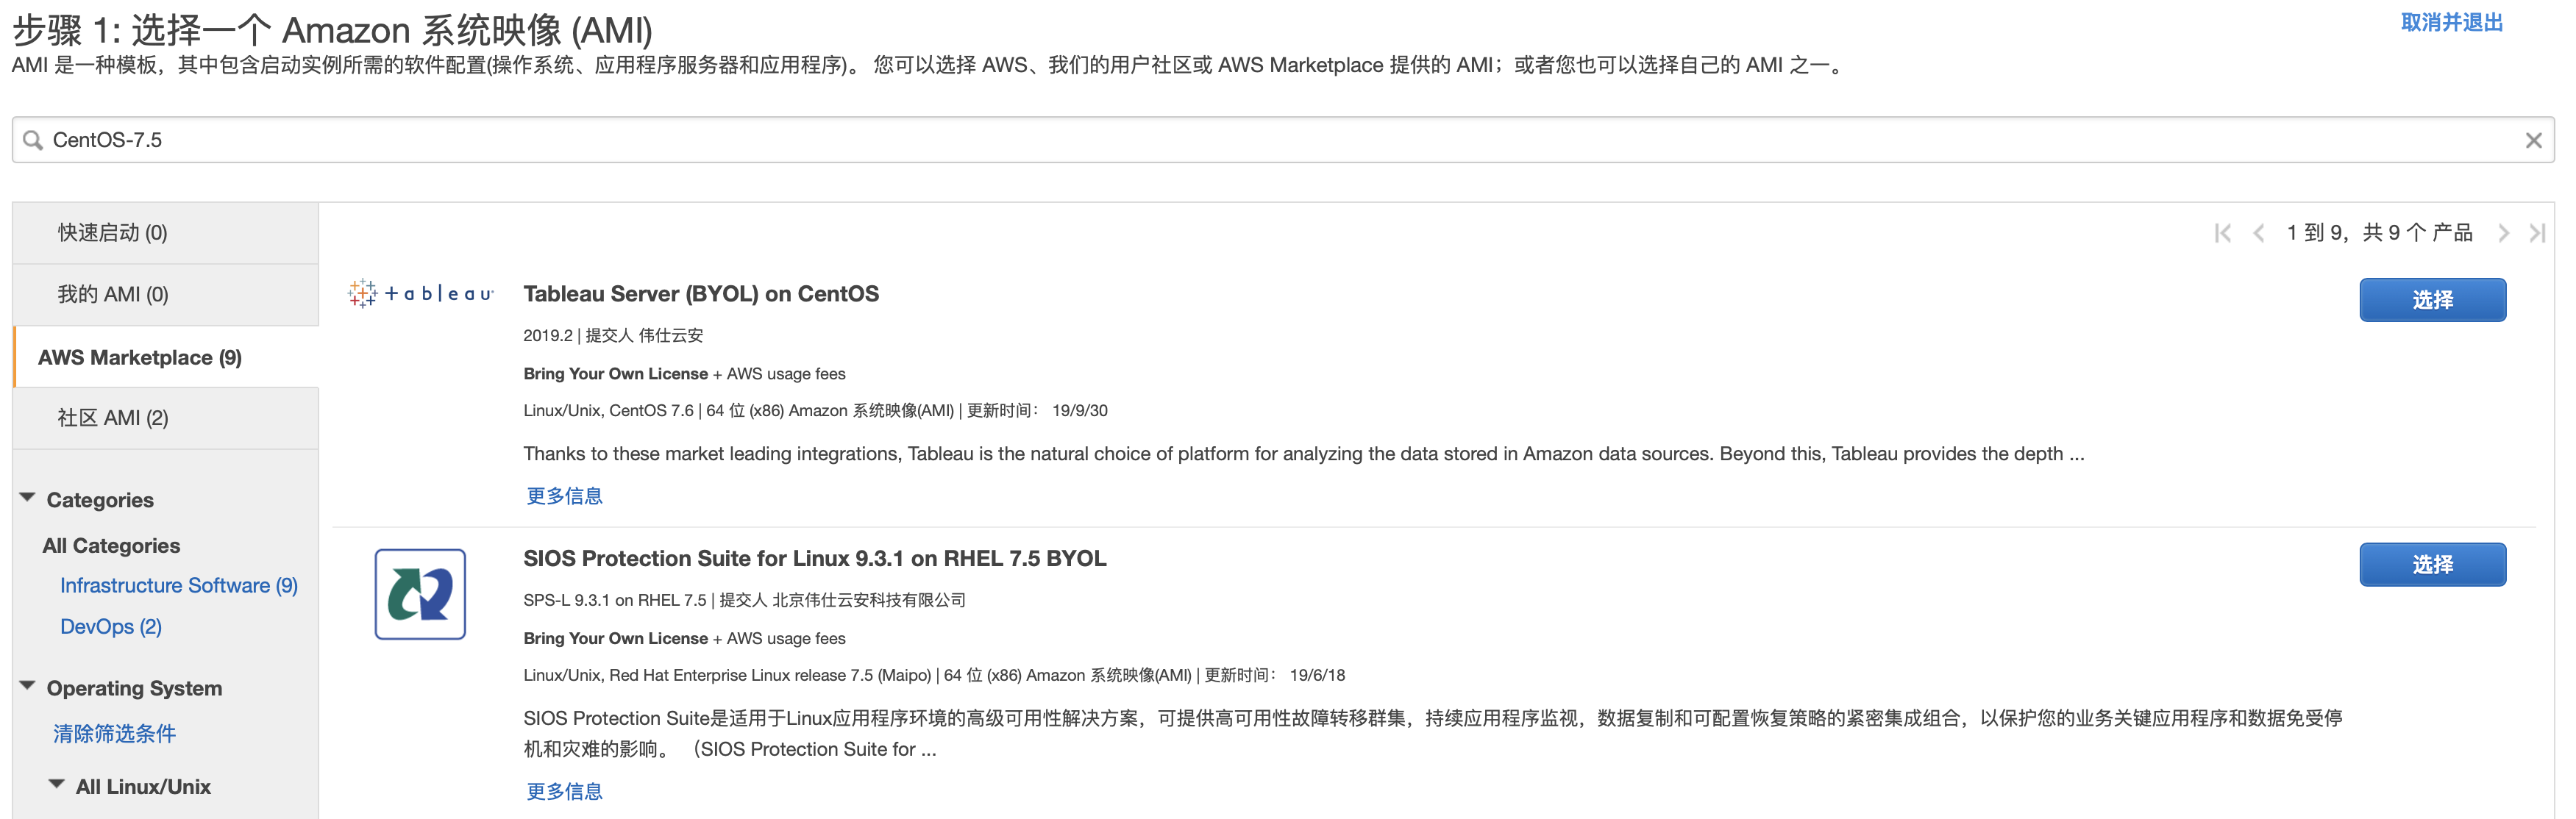 步骤 1: 选择一个 Amazon 系统映像 (AMI)
取消并退出
AMI 是一种模板，其中包含启动实例所需的软件配置(操作系统、应用程序服务器和应用程序)。 您可以选择 AWS、我们的用户社区或 AWS Marketplace 提供的 AMI；或者您也可以选择自己的 AMI 之一。
CentOS-7.5
快速启动 (0)
我的 AMI (0)
AWS Marketplace (9)
社区 AMI (2)
Categories
All Categories
Infrastructure Software (9)
DevOps (2)
Operating System
清除筛选条件
All Linux/Unix
1 到 9，共 9 个 产品
tableau
Tableau Server (BYOL) on CentOS
选择
2019.2 | 提交人 伟仕云安
Bring Your Own License + AWS usage fees
Linux/Unix, CentOS 7.6 | 64 位 (x86) Amazon 系统映像(AMI) | 更新时间： 19/9/30
Thanks to these market leading integrations, Tableau is the natural choice of platform for analyzing the data stored in Amazon data sources. Beyond this, Tableau provides the depth ...
更多信息
SIOS Protection Suite for Linux 9.3.1 on RHEL 7.5 BYOL
选择
SPS-L 9.3.1 on RHEL 7.5 | 提交人 北京伟仕云安科技有限公司
Bring Your Own License + AWS usage fees
Linux/Unix, Red Hat Enterprise Linux release 7.5 (Maipo) | 64 位 (x86) Amazon 系统映像(AMI) | 更新时间： 19/6/18
SIOS Protection Suite是适用于Linux应用程序环境的高级可用性解决方案，可提供高可用性故障转移群集，持续应用程序监视，数据复制和可配置恢复策略的紧密集成组合，以保护您的业务关键应用程序和数据免受停
机和灾难的影响。 （SIOS Protection Suite for ...
更多信息